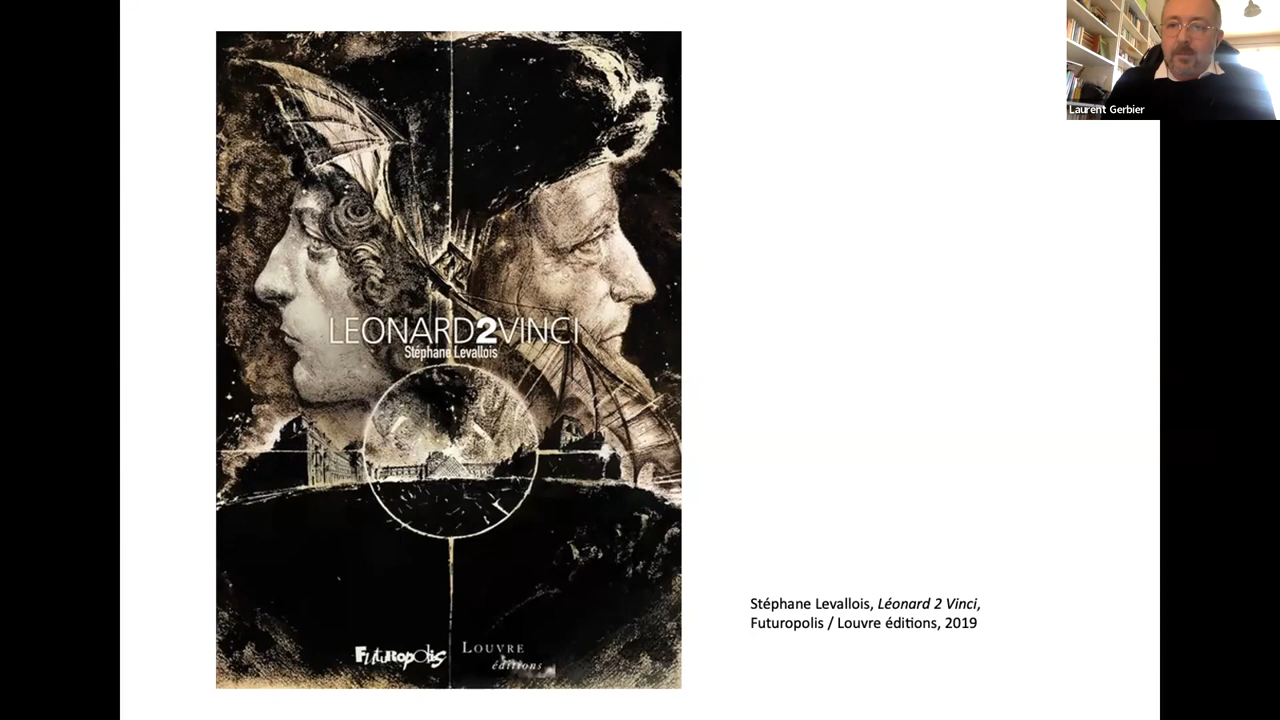 Laurent Gerbier
LEONARD2VINCI
Stéphane Levallois
FUTUROPOLIS
LOUVRE
éditions
Stéphane Levallois, Léonard 2 Vinci,
Futuropolis / Louvre éditions, 2019